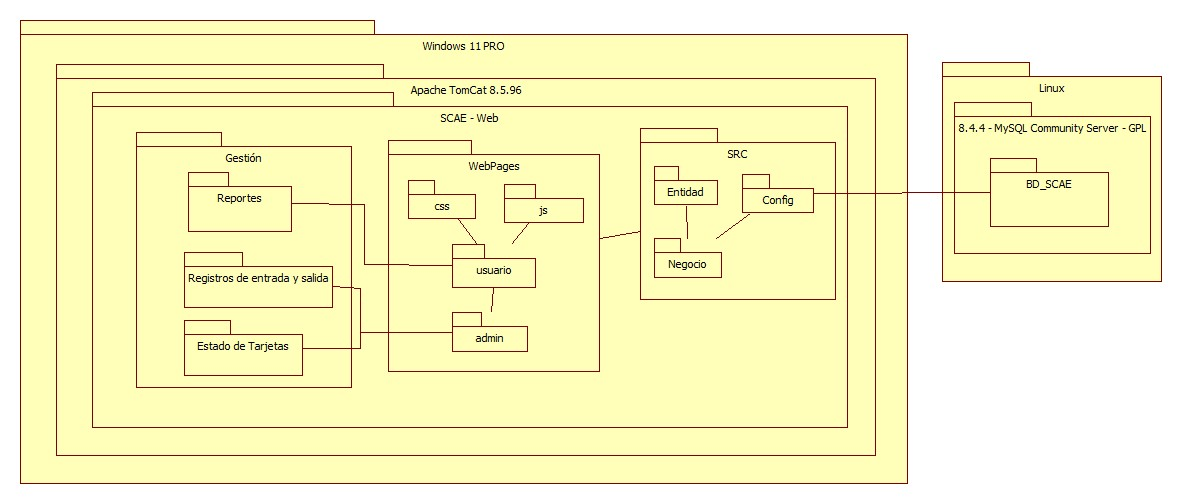 Windows 11 PRO
Apache TomCat 8.5.96
SCAE - Web
Gestión
Reportes
Registros de entrada y salida
Estado de Tarjetas
WebPages
css
js
usuario
admin
SRC
Entidad
Config
Negocio
Linux
8.4.4 - MySQL Community Server - GPL
BD_SCAE